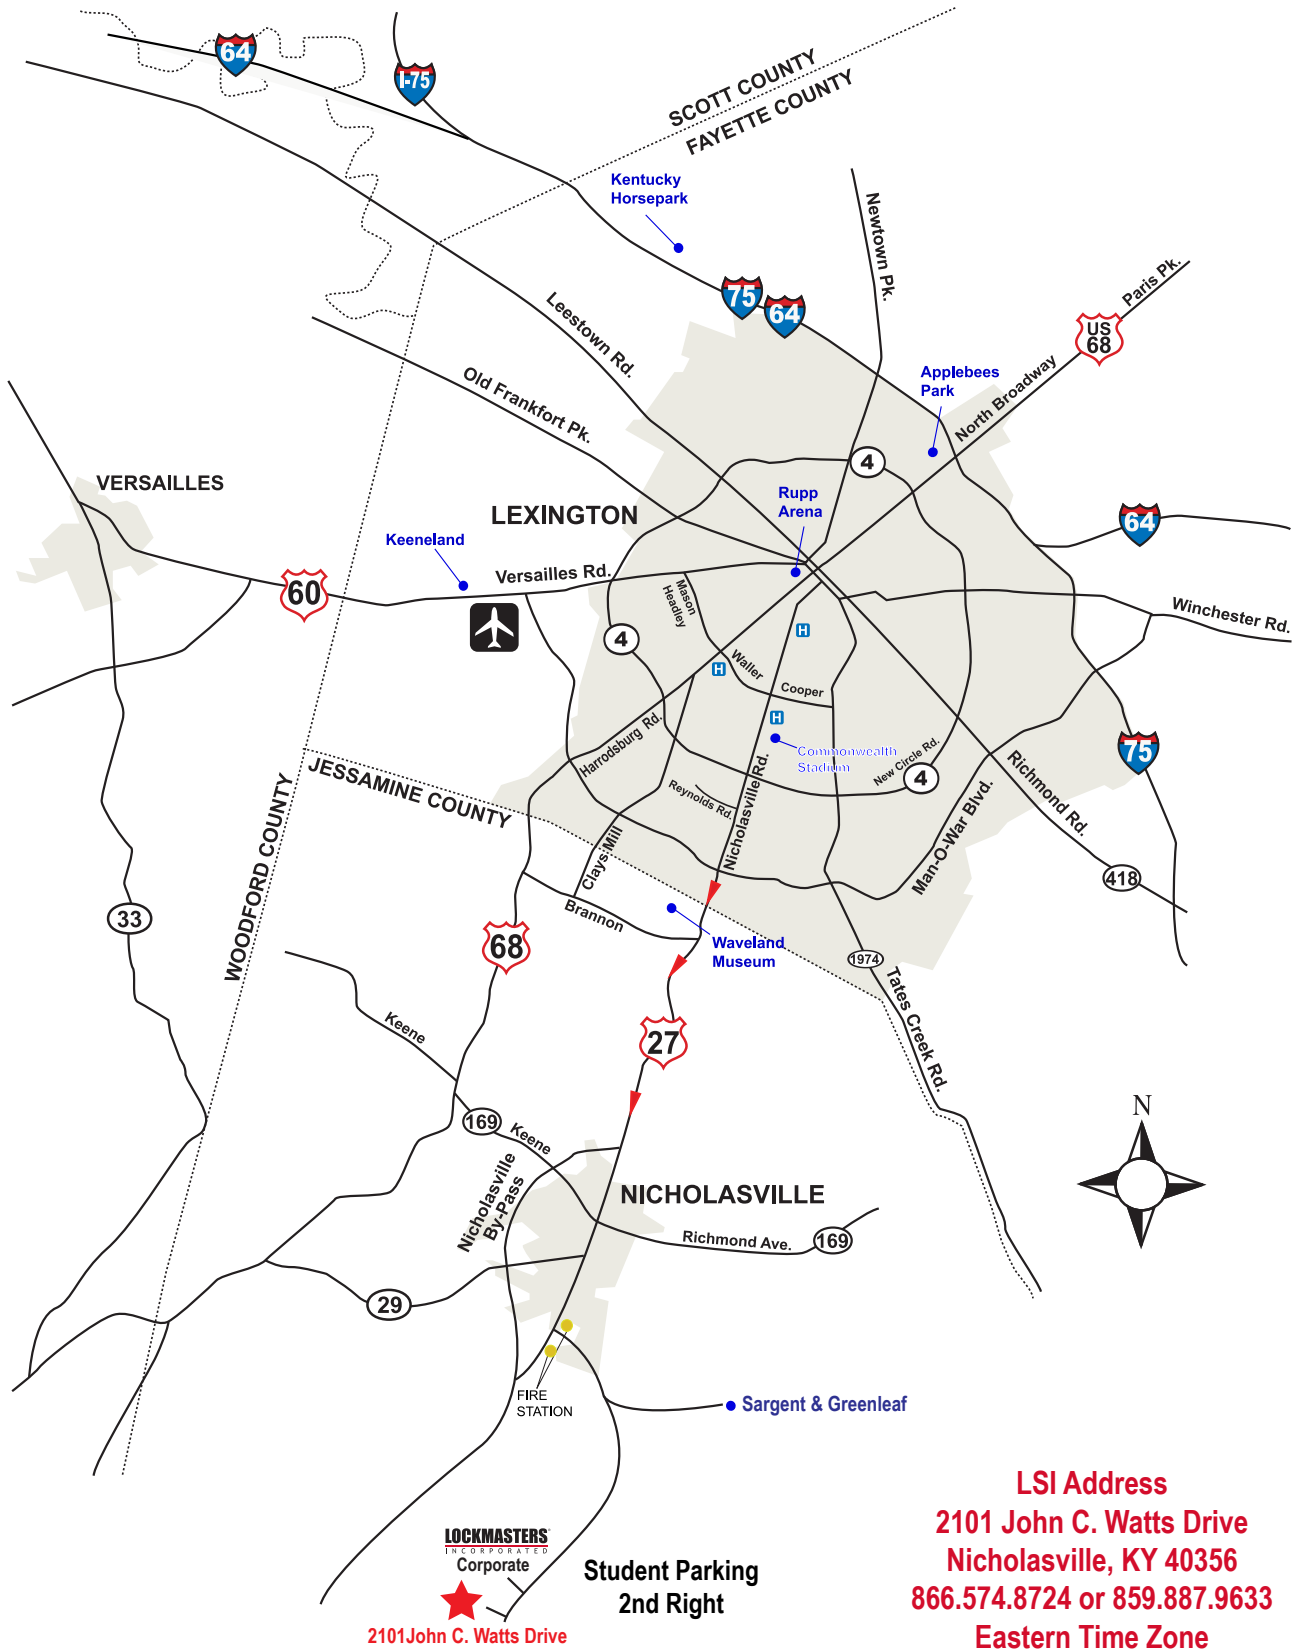 64
I-75
SCOTT COUNTY
FAYETTE COUNTY
Kentucky
Horsepark
Newtown Pk.
Paris Pk.
75
64
US
68
Leestown Rd.
Old Frankfort Pk.
Applebees
Park
North Broadway
4
VERSAILLES
LEXINGTON
Rupp
Arena
64
Keeneland
Versailles Rd.
60
Mason
Headley
Winchester Rd.
4
H
H
Waller
Cooper
H
Harrodsburg Rd.
Commonwealth
Stadium
New Circle Rd.
4
75
JESSAMINE COUNTY
WOODFORD COUNTY
Reynolds Rd.
Nicholasville Rd.
Richmond Rd.
Man-O-War Blvd.
Clays Mill
418
33
Brannon
68
Waveland
Museum
1974
Tates Creek Rd.
Keene
27
169
Keene
N
Nicholasville
By-Pass
NICHOLASVILLE
Richmond Ave.
169
29
FIRE
STATION
Sargent & Greenleaf
LOCKMASTERS
INCORPORATED
Corporate
Student Parking
2nd Right
2101John C. Watts Drive
LSI Address
2101 John C. Watts Drive
Nicholasville, KY 40356
866.574.8724 or 859.887.9633
Eastern Time Zone